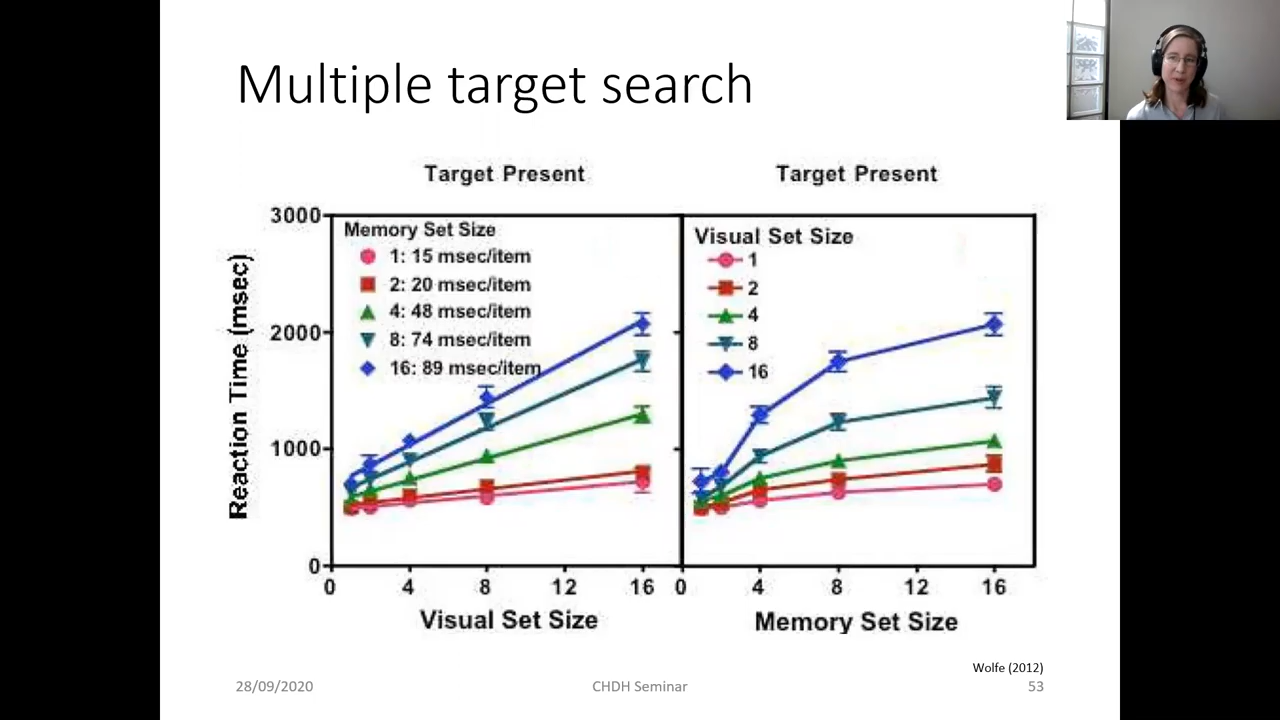 Multiple target search
Target Present
Target Present
Reaction Time (msec)
3000
2000
1000
0
Memory Set Size
1: 15 msec/item
2: 20 msec/item
4: 48 msec/item
8: 74 msec/item
16: 89 msec/item
Visual Set Size
1
2
4
8
16
0 4 8 12 16
0 4 8 12 16
Visual Set Size
Memory Set Size
Wolfe (2012)
28/09/2020
CHDH Seminar
53